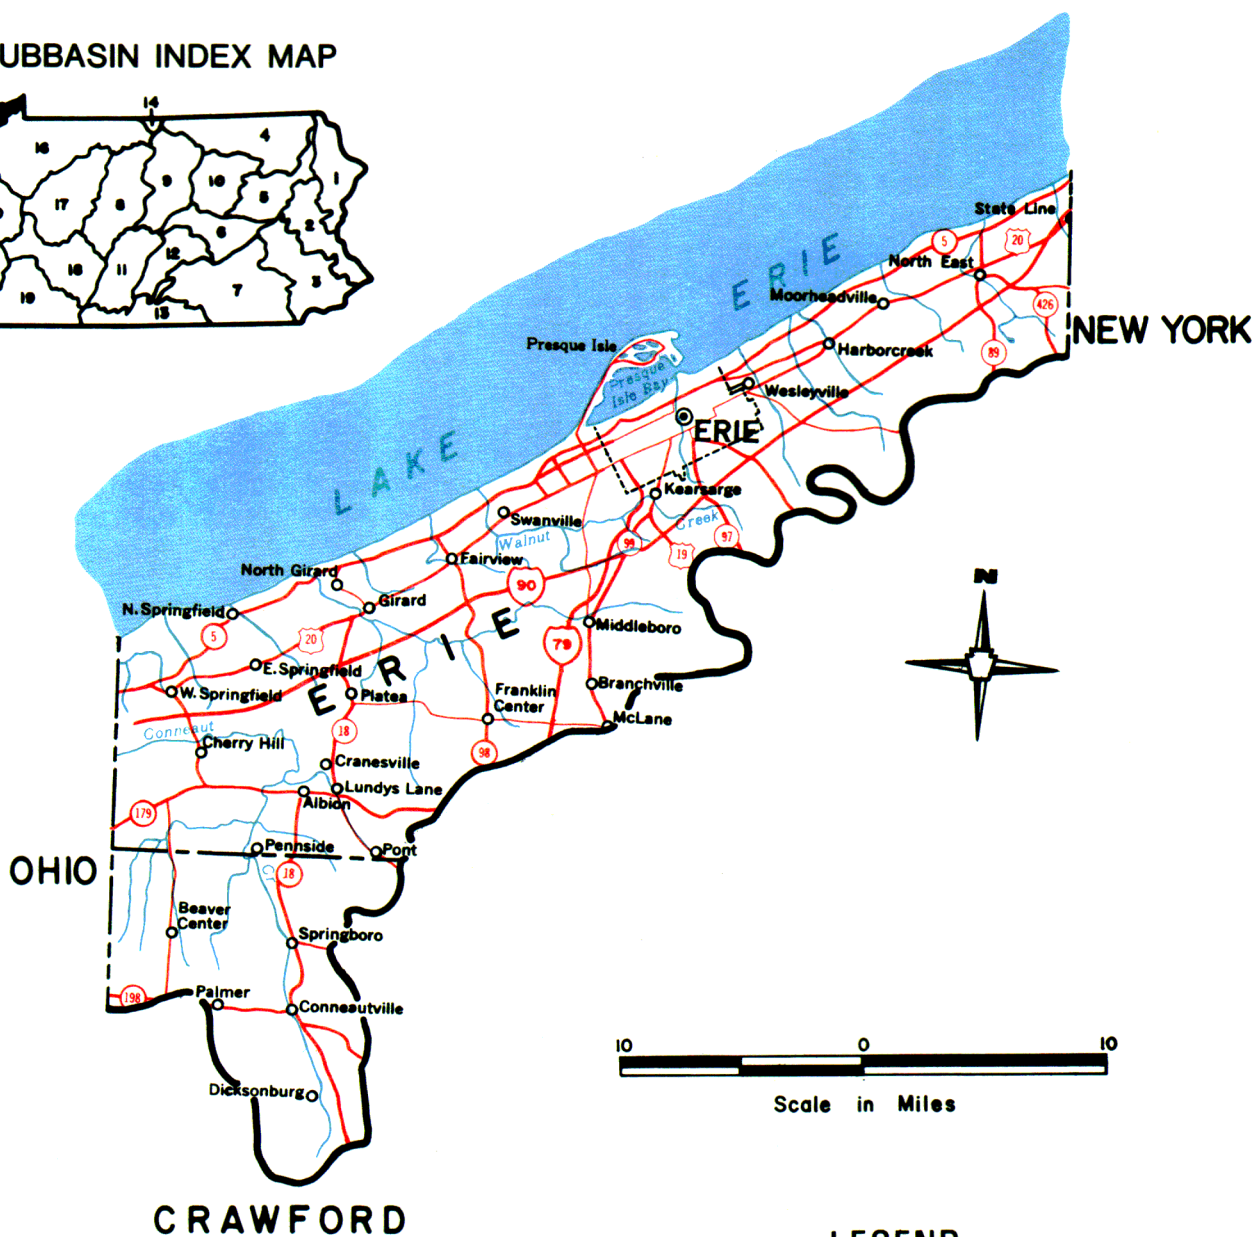 UBBASIN INDEX MAP
14
4
16
9
10
1
17
8
5
2
6
12
18
11
3
7
19
13
State Line
5
20
ERIE
North East
Moorheadville
426
NEW YORK
Presque Isle
Harborcreek
89
Presque
Isle Bay
Wesleyville
ERIE
LAKE
Kearsarge
Swanville
Creek
Walnut
99
97
19
Fairview
North Girard
90
Girard
N. Springfield
5
20
Middleboro
79
ERIE
E. Springfield
W. Springfield
Platea
Franklin
Center
Branchville
McLane
18
Conneaut
Cherry Hill
98
Cranesville
Lundys Lane
Albion
179
Pennside
Pont
OHIO
Cr
18
Beaver
Center
Springboro
198
Palmer
Conneautville
Dicksonburg
CRAWFORD
N
10 0 10
Scale in Miles
LEGEND